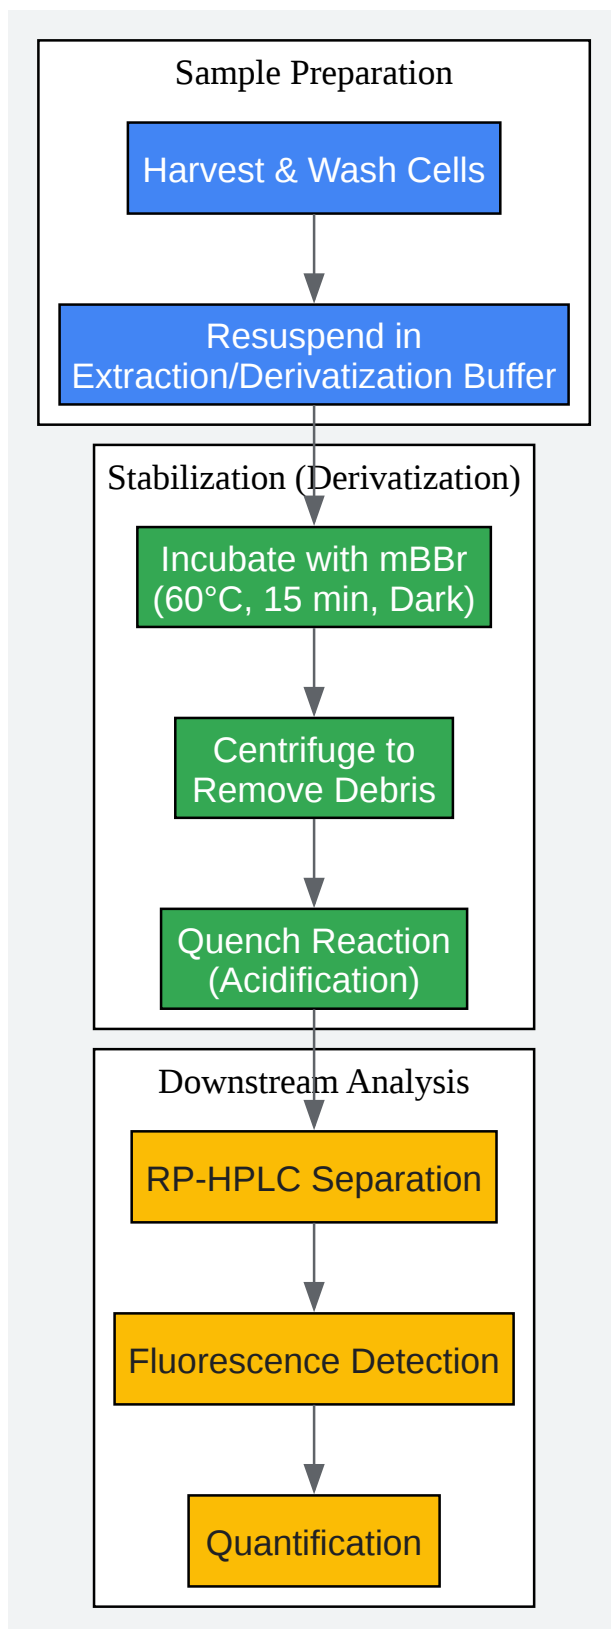 Sample Preparation
Harvest & Wash Cells
Resuspend in
Extraction/Derivatization Buffer
Stabilization (Derivatization)
Incubate with mBBr
(60°C, 15 min, Dark)
Centrifuge to
Remove Debris
Quench Reaction
(Acidification)
Downstream Analysis
RP-HPLC Separation
Fluorescence Detection
Quantification